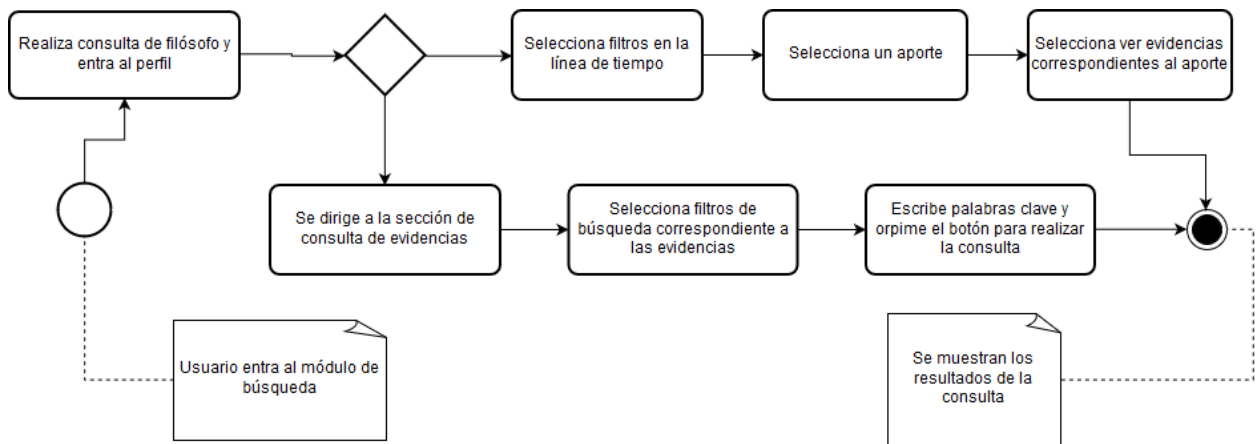 Realiza consulta de filósofo y
entra al perfil
Selecciona filtros en la
línea de tiempo
Selecciona un aporte
Selecciona ver evidencias
correspondientes al aporte
Se dirige a la sección de
consulta de evidencias
Selecciona filtros de
búsqueda correspondiente a
las evidencias
Escribe palabras clave y
orpime el botón para realizar
la consulta
Usuario entra al módulo de
búsqueda
Se muestran los
resultados de la
consulta